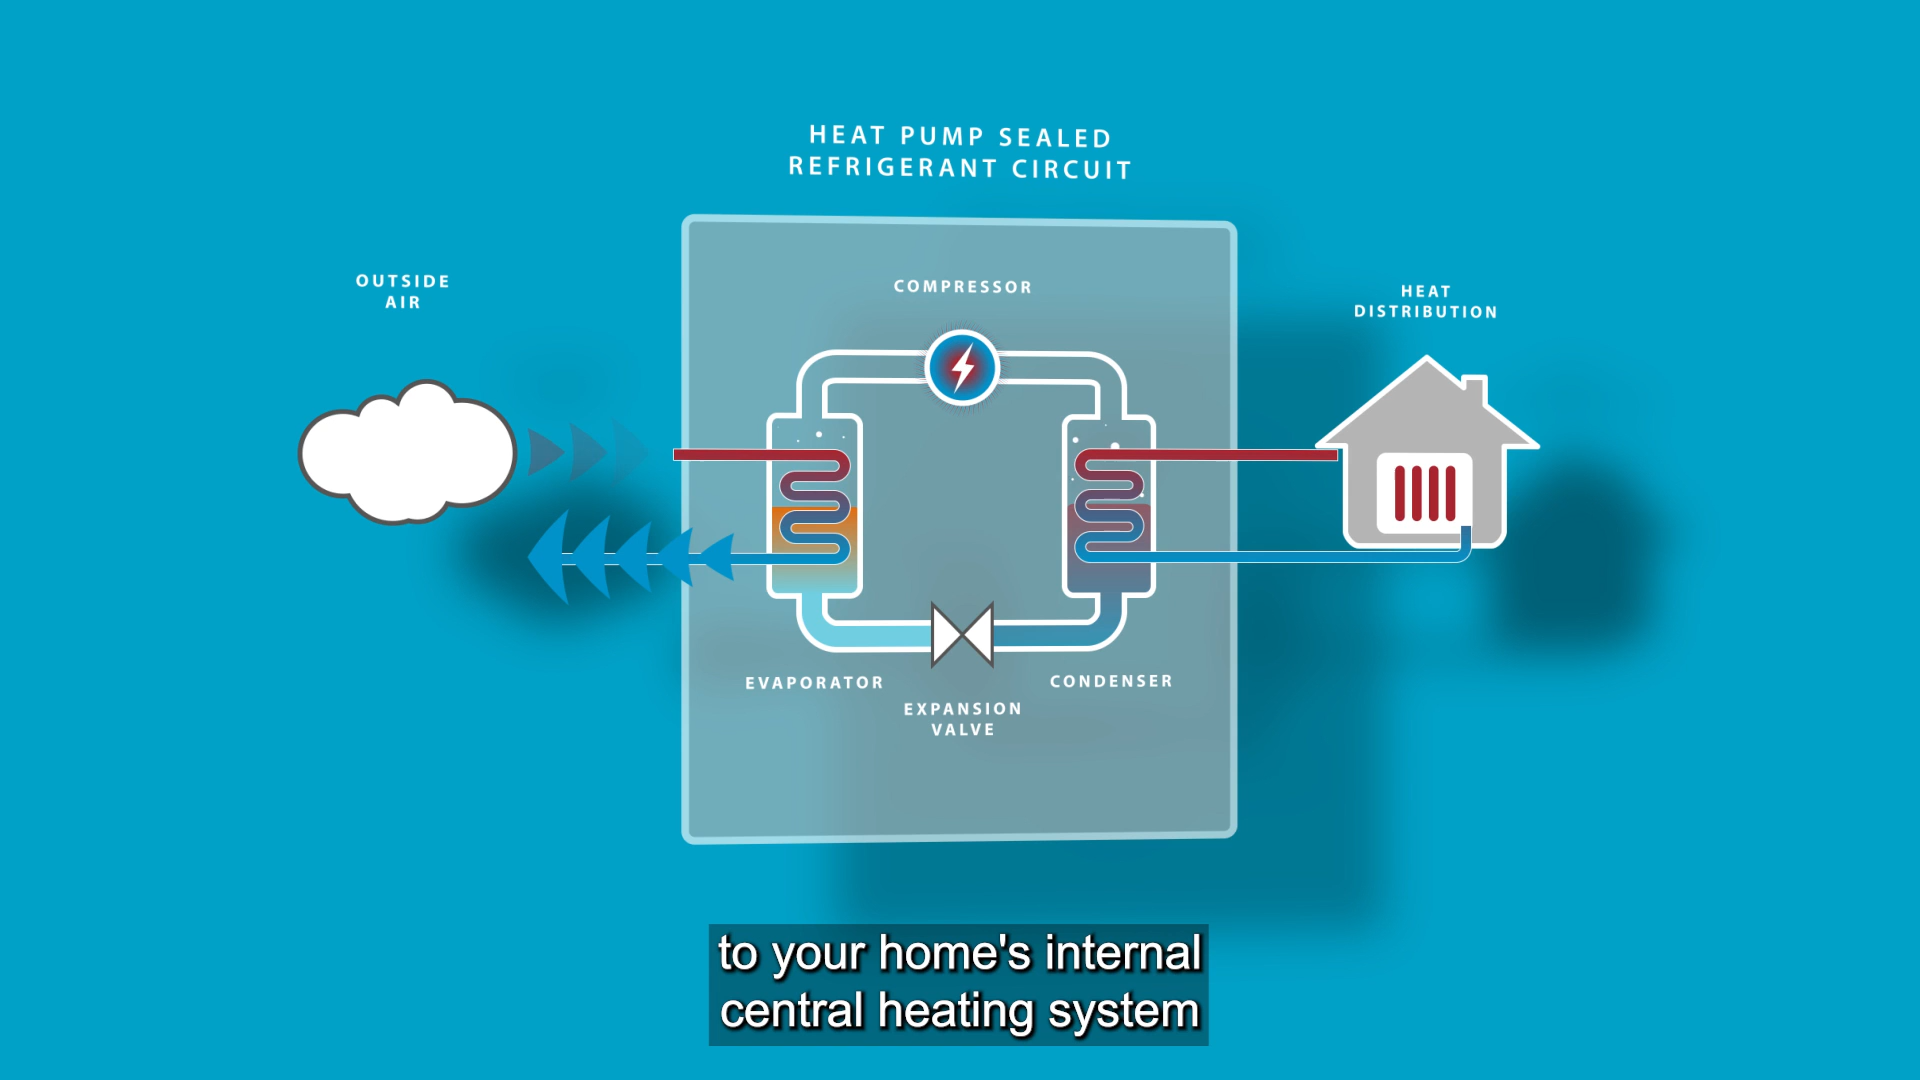 HEAT PUMP SEALED
REFRIGERANT CIRCUIT
OUTSIDE
AIR
COMPRESSOR
HEAT
DISTRIBUTION
EVAPORATOR
EXPANSION
VALVE
CONDENSER
to your home's internal
central heating system